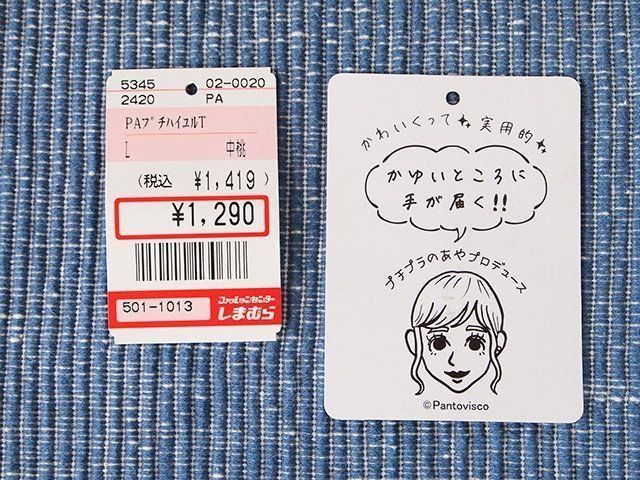 5345 02-0020
2420 PA
PAﾌﾟﾁﾊｲﾕﾙT
L 中桃
(税込 ¥1,419)
¥1,290
501-1013
ファッションセンター
しまむら
かわいくって実用的
かゆいところに
手が届く!!
プチプラのあやプロデュース
©Pantovisco